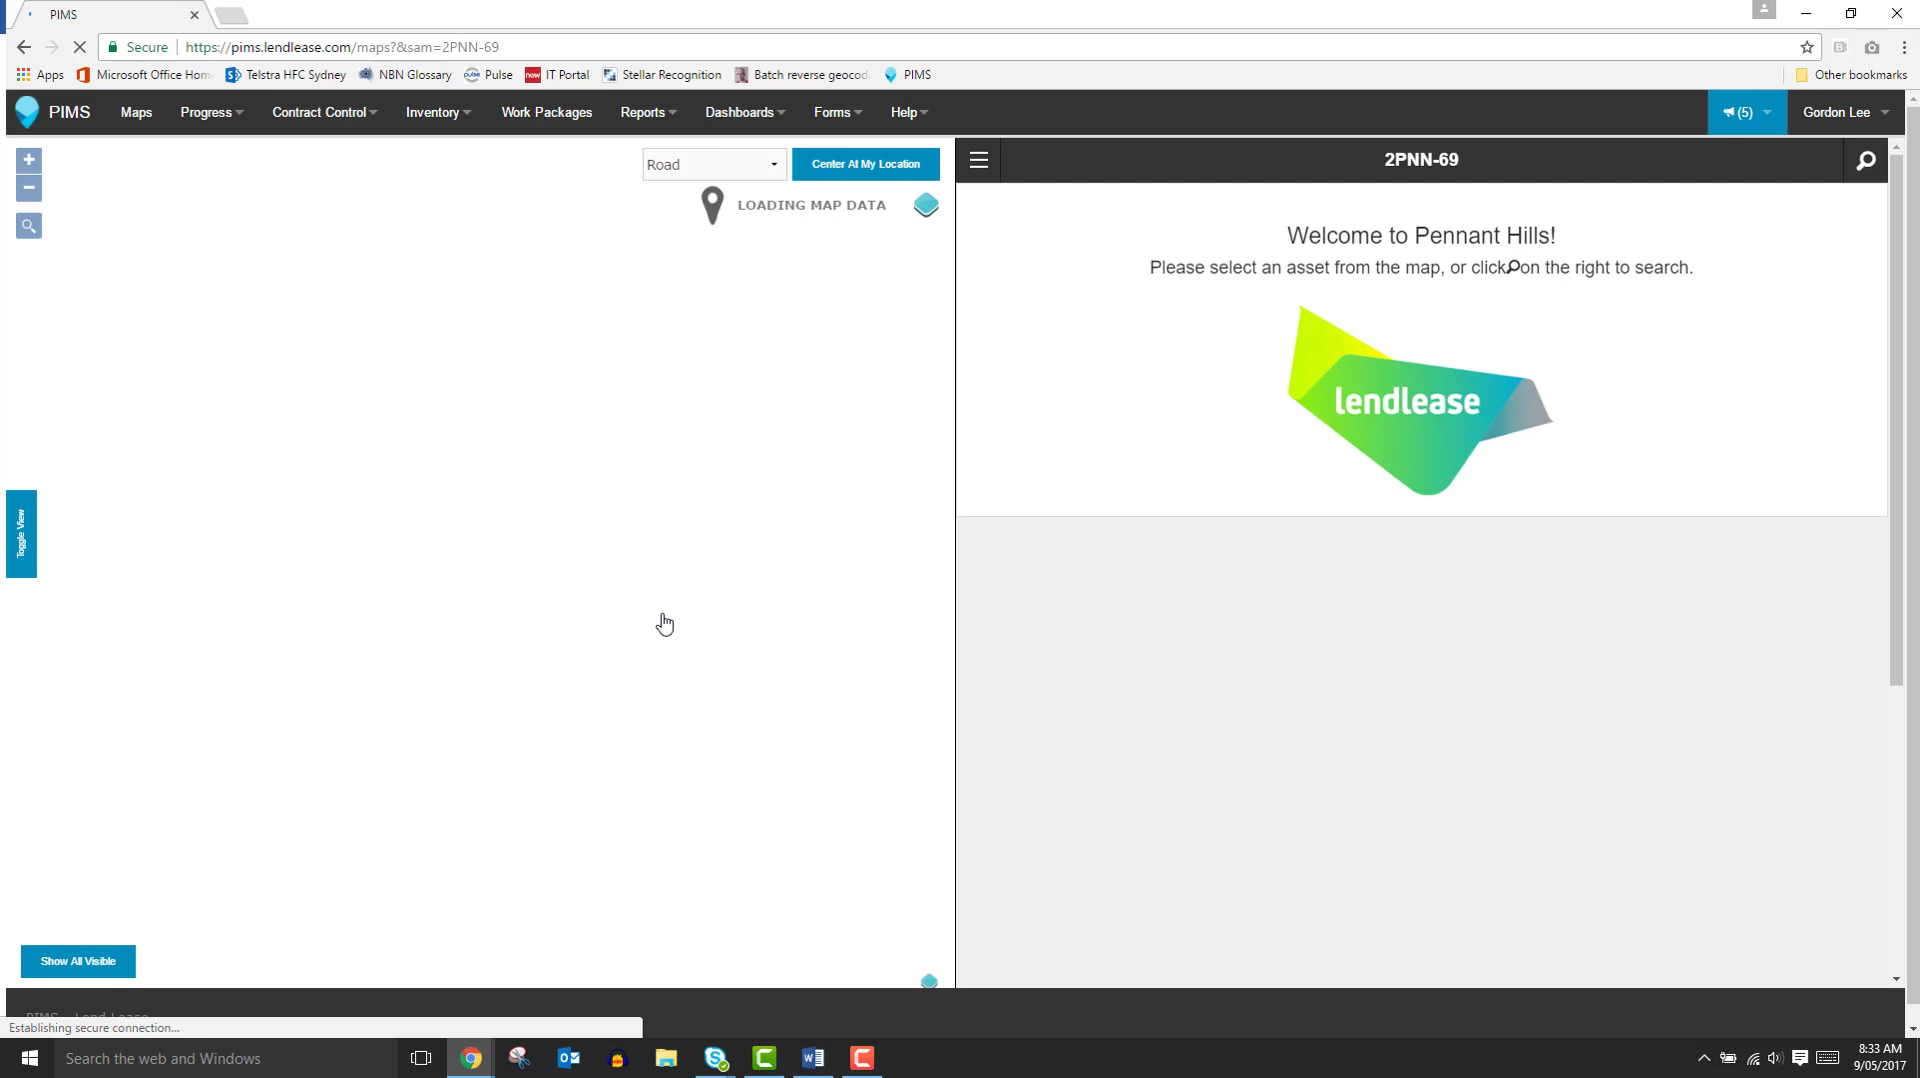 PIMS
Secure | https://pims.lendlease.com/maps?&sam=2PNN-69
Apps Microsoft Office Hom Telstra HFC Sydney NBN Glossary Pulse now IT Portal Stellar Recognition Batch reverse geocod PIMS Other bookmarks
PIMS Maps Progress Contract Control Inventory Work Packages Reports Dashboards Forms Help (5) Gordon Lee
+
−
Road Center At My Location
LOADING MAP DATA
2PNN-69
Welcome to Pennant Hills!
Please select an asset from the map, or click on the right to search.
lendlease
Toggle View
Show All Visible
PIMS - Lend Lease
Establishing secure connection...
Search the web and Windows
8:33 AM
9/05/2017